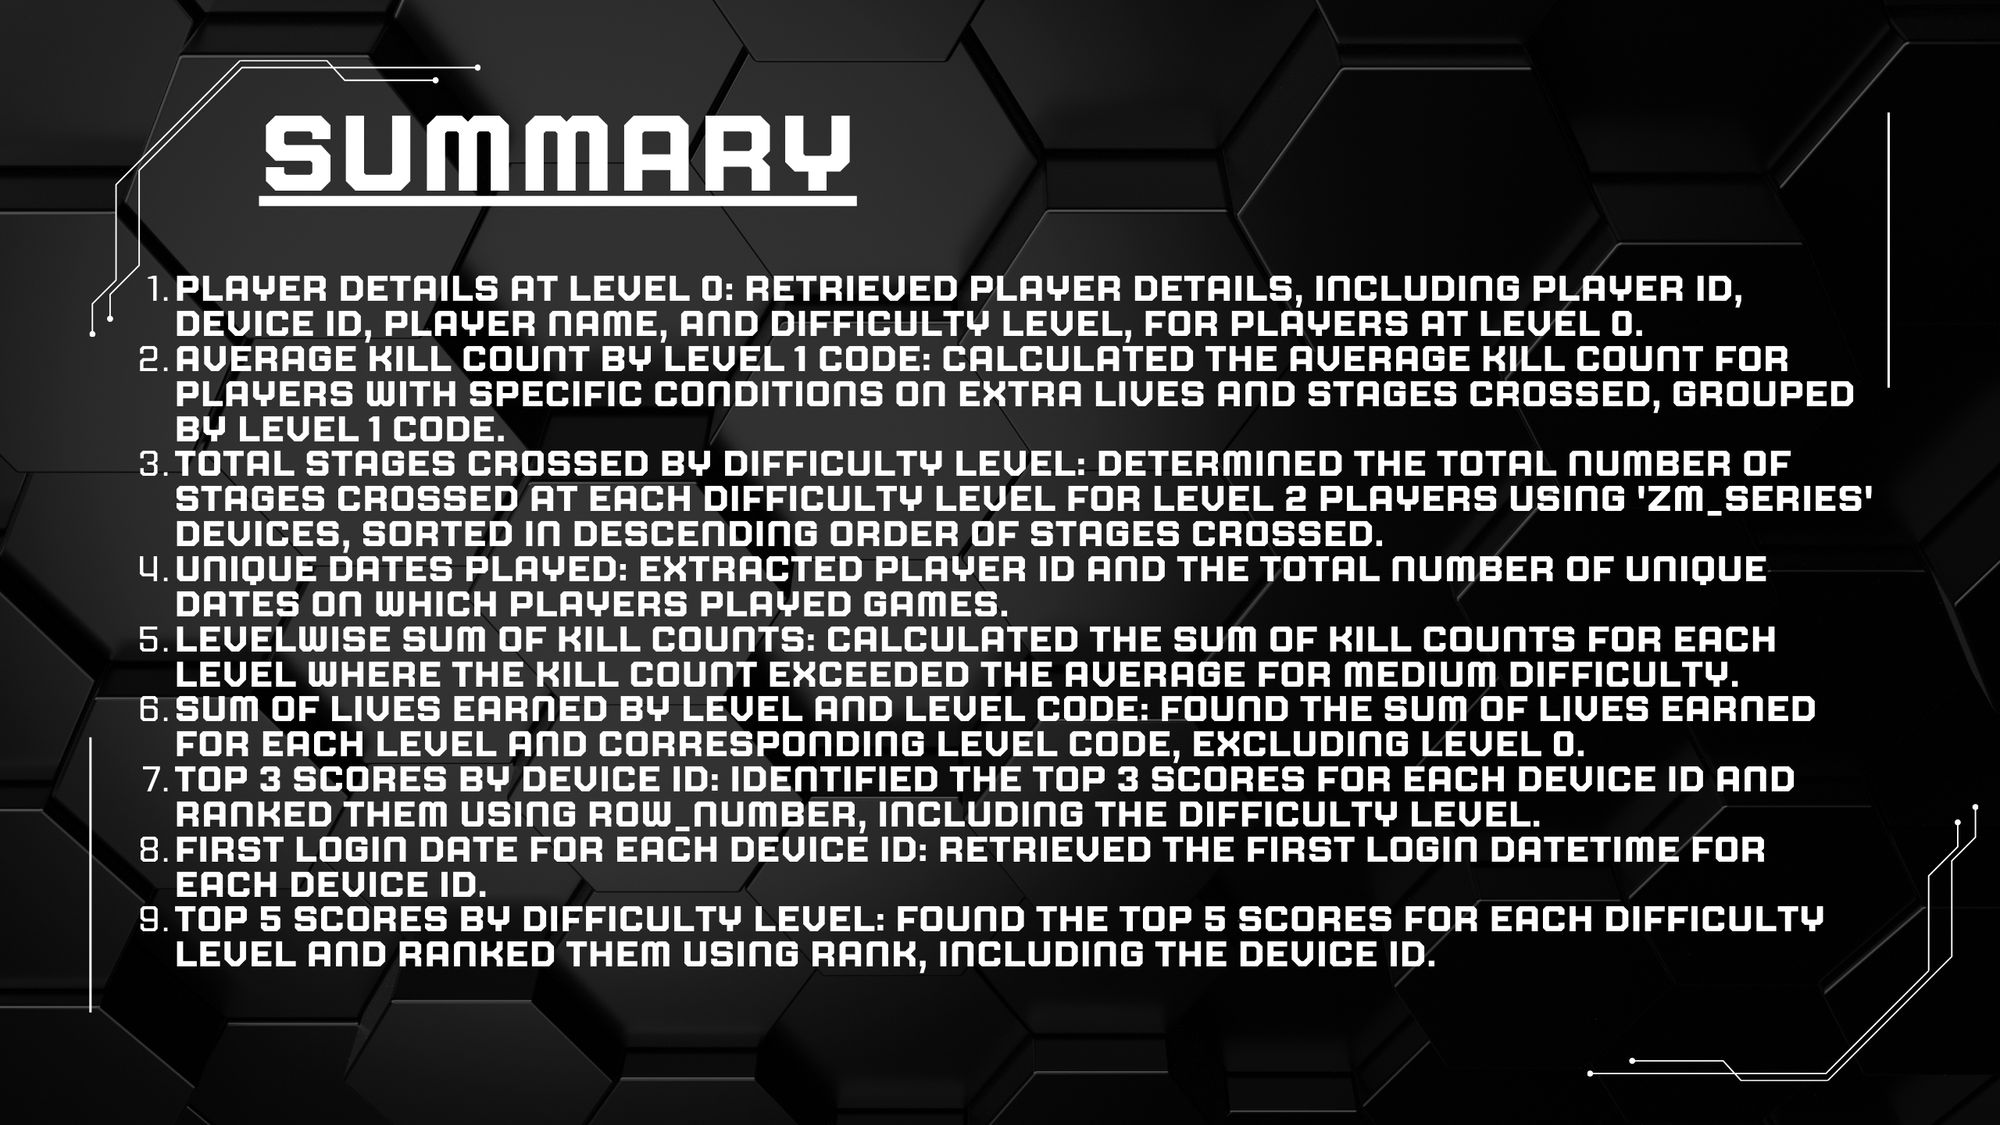 SUMMARY
1. PLAYER DETAILS AT LEVEL 0: RETRIEVED PLAYER DETAILS, INCLUDING PLAYER ID,
DEVICE ID, PLAYER NAME, AND DIFFICULTY LEVEL, FOR PLAYERS AT LEVEL 0.
2. AVERAGE KILL COUNT BY LEVEL 1 CODE: CALCULATED THE AVERAGE KILL COUNT FOR
PLAYERS WITH SPECIFIC CONDITIONS ON EXTRA LIVES AND STAGES CROSSED, GROUPED
BY LEVEL 1 CODE.
3. TOTAL STAGES CROSSED BY DIFFICULTY LEVEL: DETERMINED THE TOTAL NUMBER OF
STAGES CROSSED AT EACH DIFFICULTY LEVEL FOR LEVEL 2 PLAYERS USING 'ZM_SERIES'
DEVICES, SORTED IN DESCENDING ORDER OF STAGES CROSSED.
4. UNIQUE DATES PLAYED: EXTRACTED PLAYER ID AND THE TOTAL NUMBER OF UNIQUE
DATES ON WHICH PLAYERS PLAYED GAMES.
5. LEVELWISE SUM OF KILL COUNTS: CALCULATED THE SUM OF KILL COUNTS FOR EACH
LEVEL WHERE THE KILL COUNT EXCEEDED THE AVERAGE FOR MEDIUM DIFFICULTY.
6. SUM OF LIVES EARNED BY LEVEL AND LEVEL CODE: FOUND THE SUM OF LIVES EARNED
FOR EACH LEVEL AND CORRESPONDING LEVEL CODE, EXCLUDING LEVEL 0.
7. TOP 3 SCORES BY DEVICE ID: IDENTIFIED THE TOP 3 SCORES FOR EACH DEVICE ID AND
RANKED THEM USING ROW_NUMBER, INCLUDING THE DIFFICULTY LEVEL.
8. FIRST LOGIN DATE FOR EACH DEVICE ID: RETRIEVED THE FIRST LOGIN DATETIME FOR
EACH DEVICE ID.
9. TOP 5 SCORES BY DIFFICULTY LEVEL: FOUND THE TOP 5 SCORES FOR EACH DIFFICULTY
LEVEL AND RANKED THEM USING RANK, INCLUDING THE DEVICE ID.